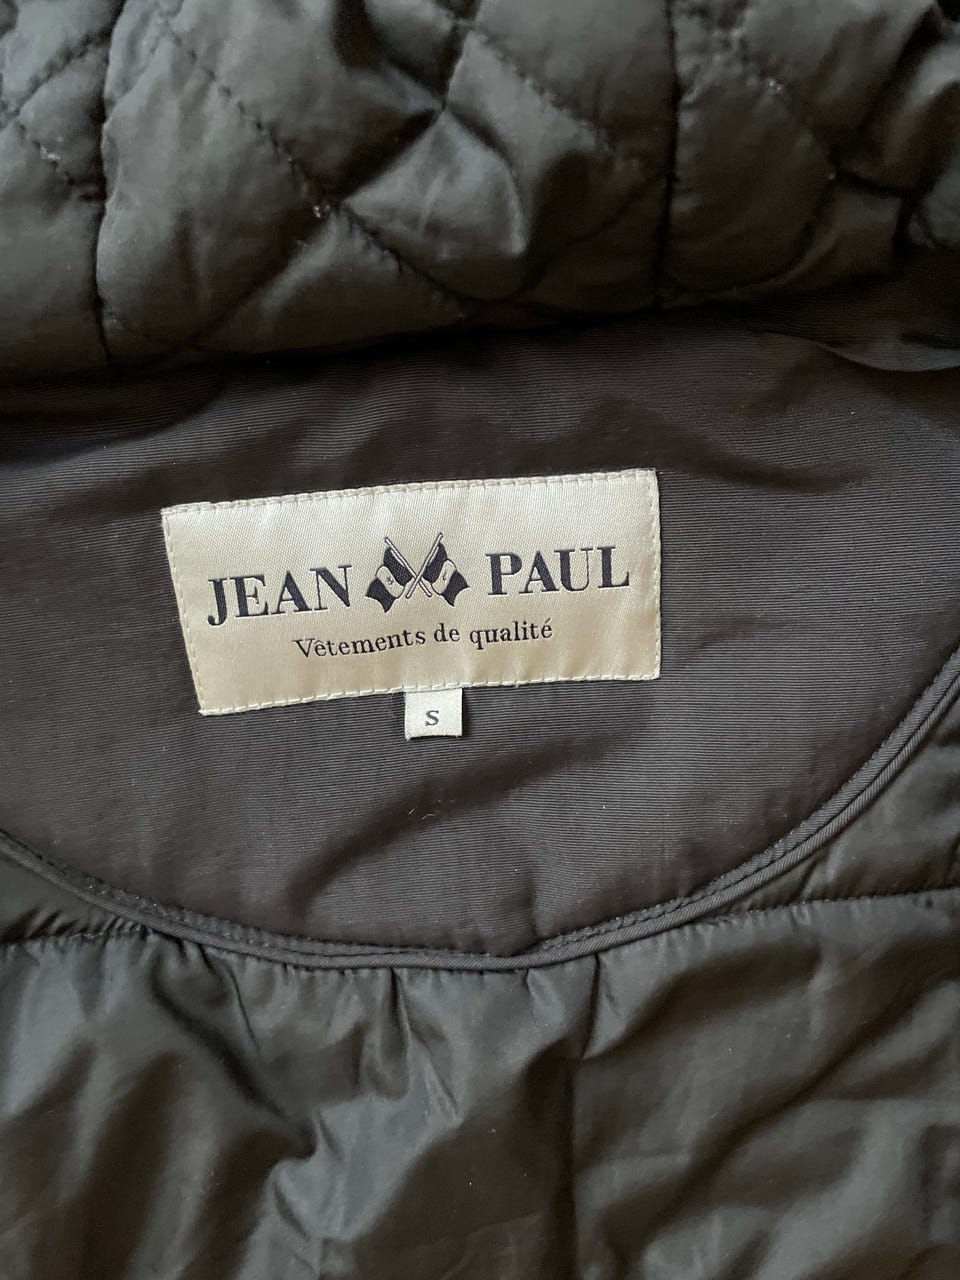 JEAN PAUL
Vêtements de qualité
S